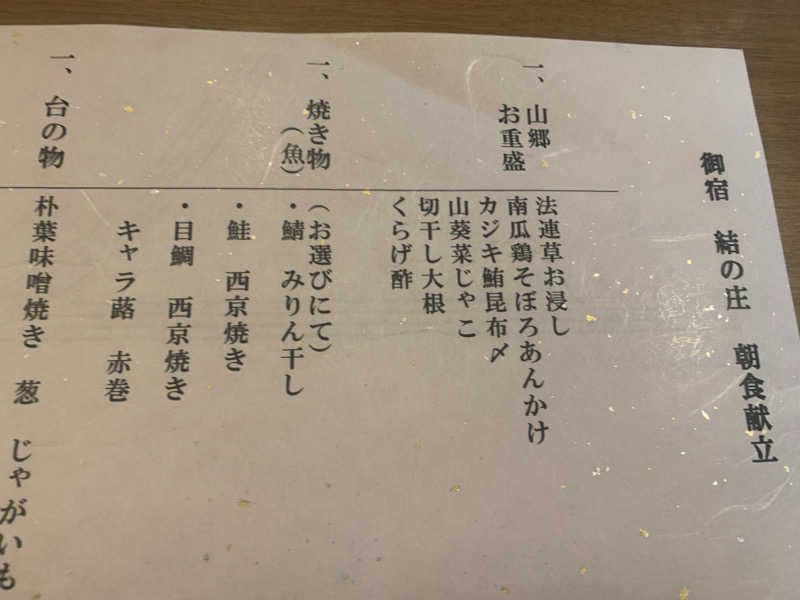 御宿 結の庄 朝食献立
一、山郷
お重盛
法連草お浸し
南瓜鶏そぼろあんかけ
カジキ鮪昆布〆
山葵菜じゃこ
切干し大根
くらげ酢
一、焼き物
(魚)
(お選びにて)
・鯖 みりん干し
・鮭 西京焼き
・目鯛 西京焼き
キャラ蕗 赤巻
一、台の物
朴葉味噌焼き 葱 じゃがいも